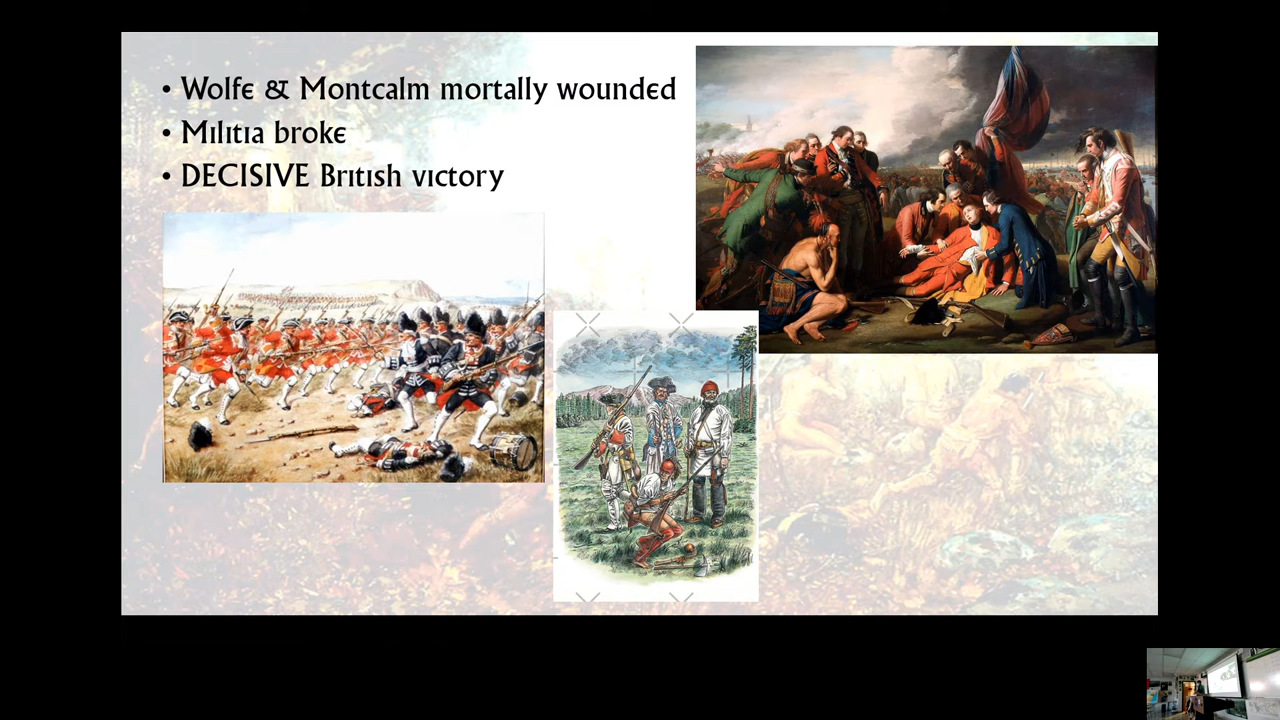 • Wolfe & Montcalm mortally wounded
• Militia broke
• DECISIVE British victory